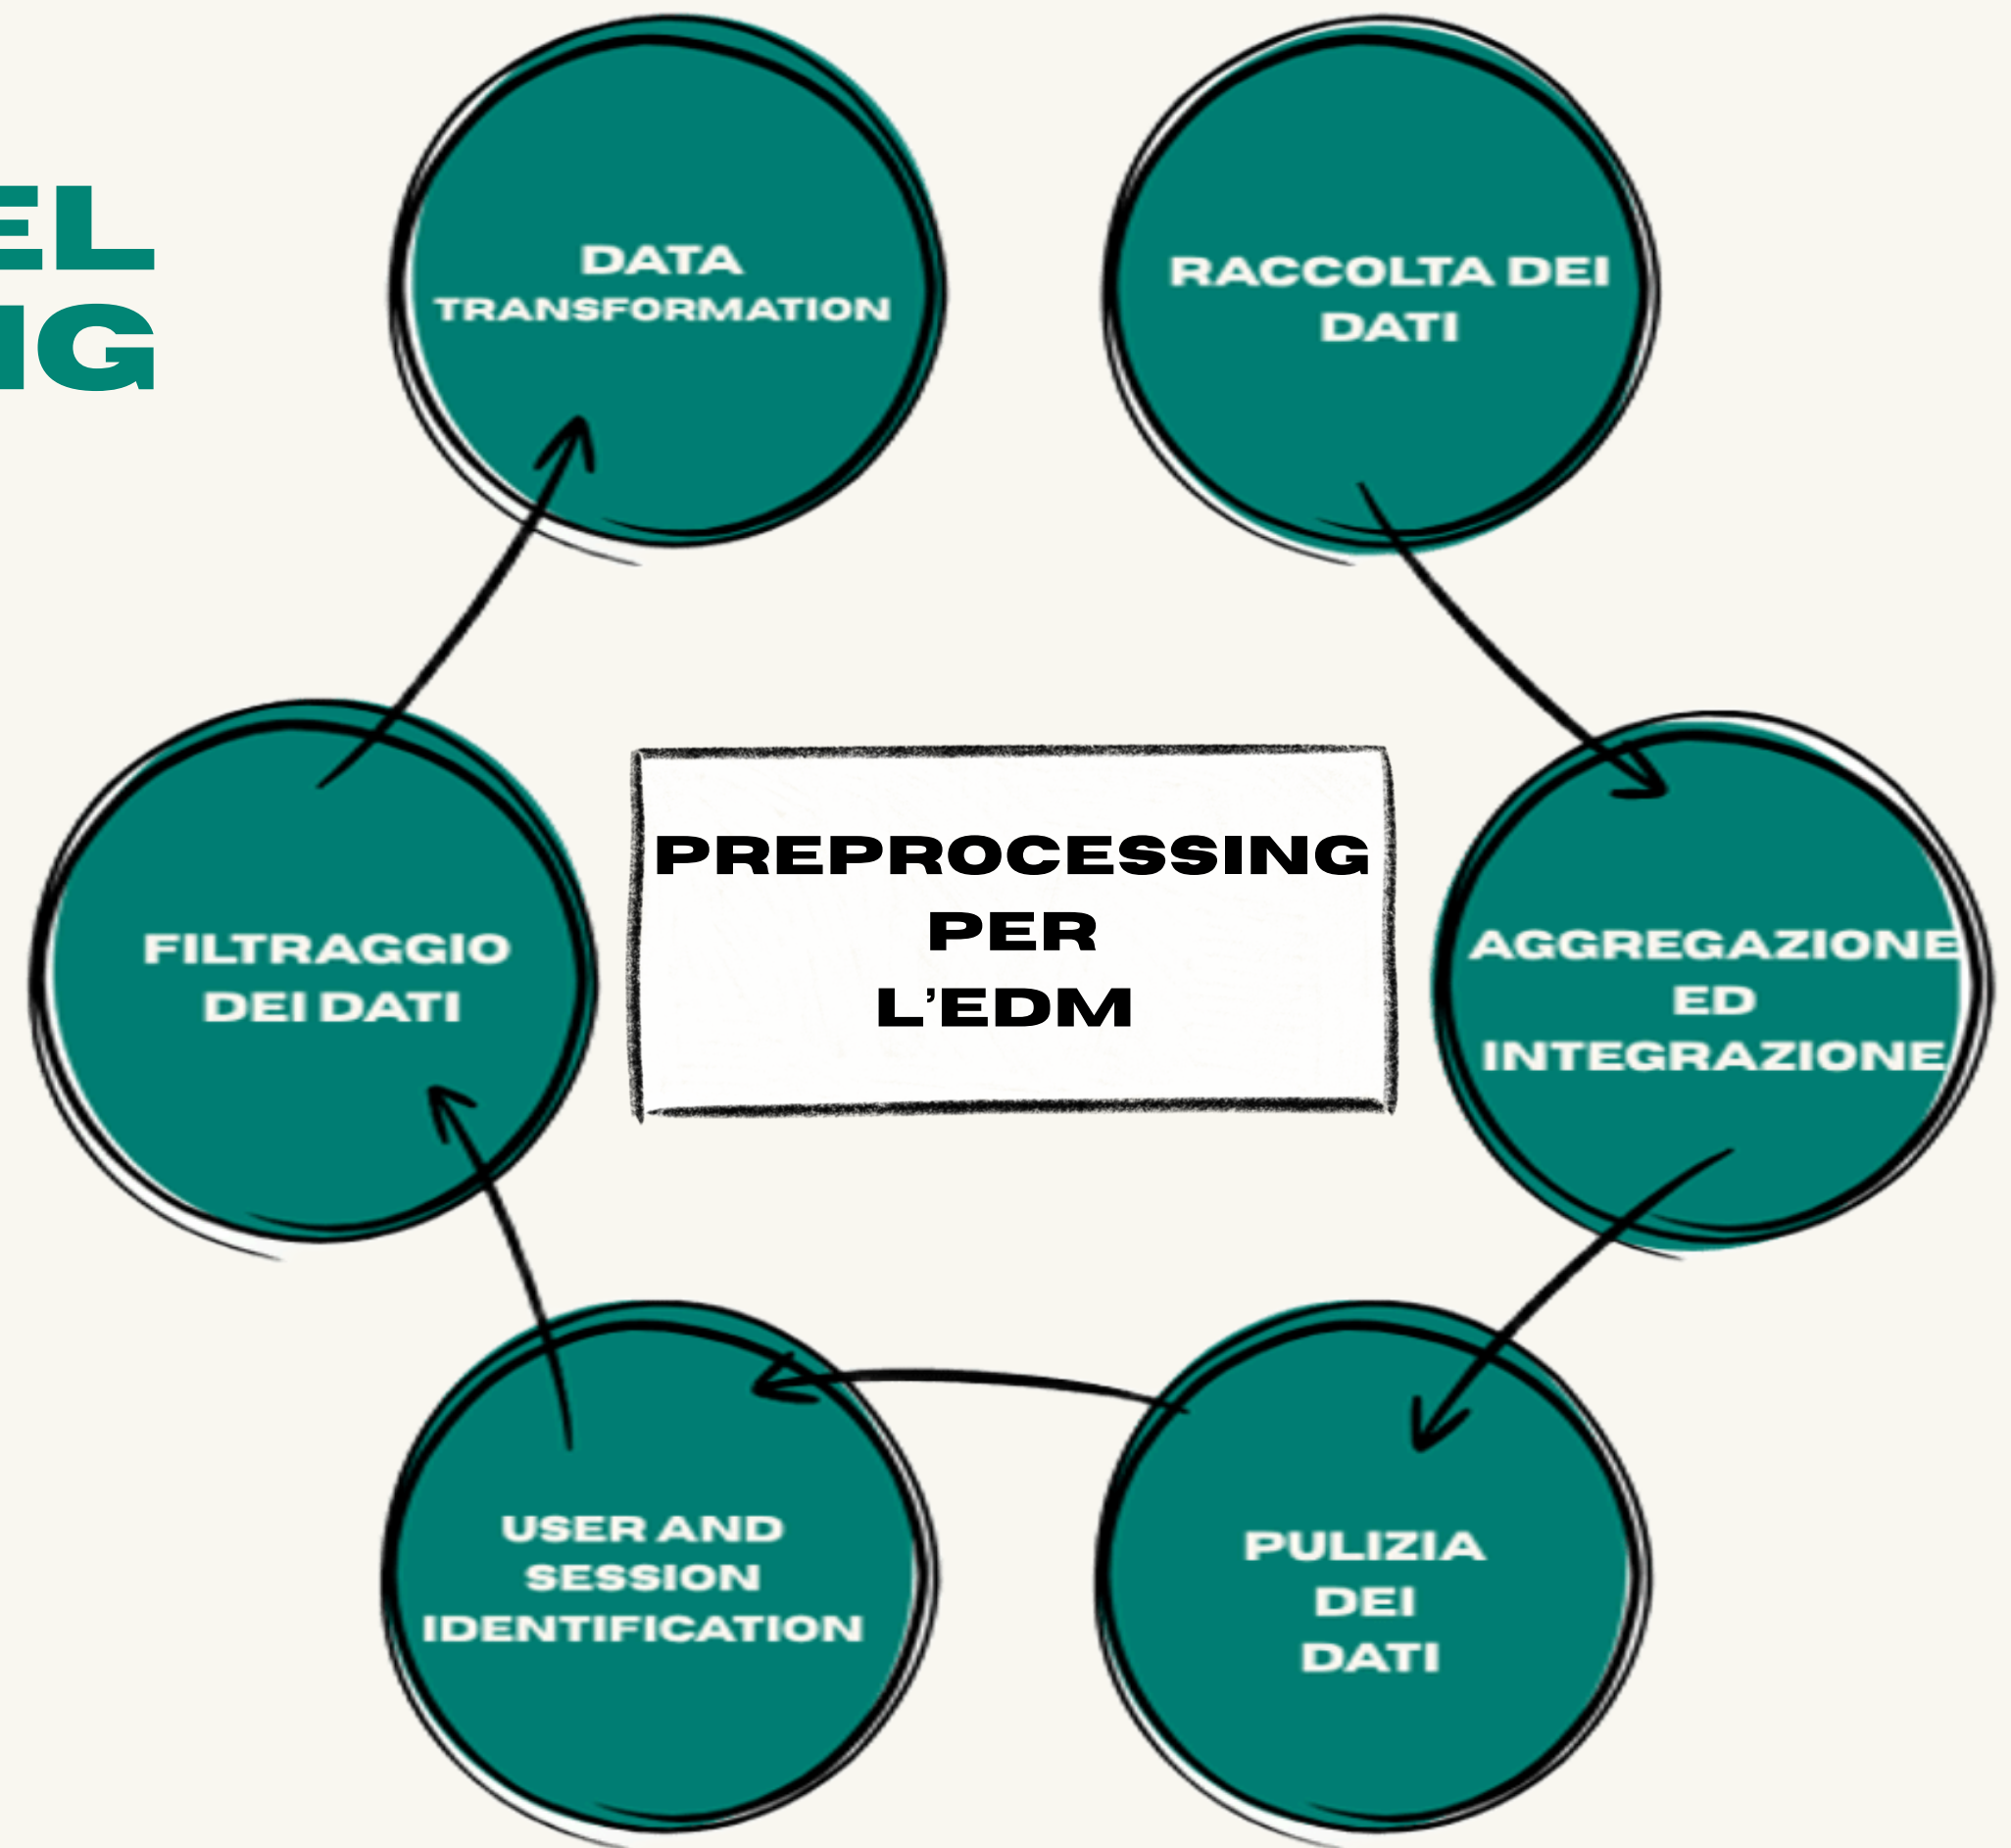 EL
NG
DATA
TRANSFORMATION
RACCOLTA DEI
DATI
FILTRAGGIO
DEI DATI
PREPROCESSING
PER
L'EDM
AGGREGAZIONE
ED
INTEGRAZIONE
USER AND
SESSION
IDENTIFICATION
PULIZIA
DEI
DATI